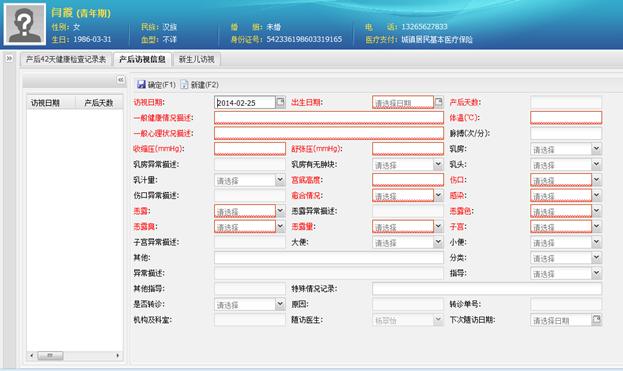 闫霞 (青年期)
性别: 女 民族: 汉族 婚 姻: 未婚 电 话: 13265627833
生日: 1986-03-31 血型: 不详 身份证号: 542336198603319165 医疗支付: 城镇居民基本医疗保险
产后42天健康检查记录表 产后访视信息 新生儿访视
确定(F1) 新建(F2)
访视日期 产后天数
访视日期: 2014-02-25 出生日期: 请选择日期 产后天数:
一般健康情况描述: 体温(℃):
一般心理状况描述: 脉搏(次/分):
收缩压(mmHg): 舒张压(mmHg): 乳房: 请选择
乳房异常描述: 乳房有无肿块: 请选择 乳头: 请选择
乳汁量: 请选择 宫底高度: 伤口: 请选择
伤口异常描述: 愈合情况: 请选择 感染: 请选择
恶露: 请选择 恶露异常描述: 恶露色: 请选择
恶露臭: 请选择 恶露量: 请选择 子宫: 请选择
子宫异常描述: 大便: 请选择 小便: 请选择
其他: 分类: 请选择
异常描述: 指导: 请选择
其他指导: 特殊情况记录:
是否转诊: 请选择 原因: 转诊单号:
机构及科室: 随访医生: 杨翠怡 下次随访日期: 请选择日期